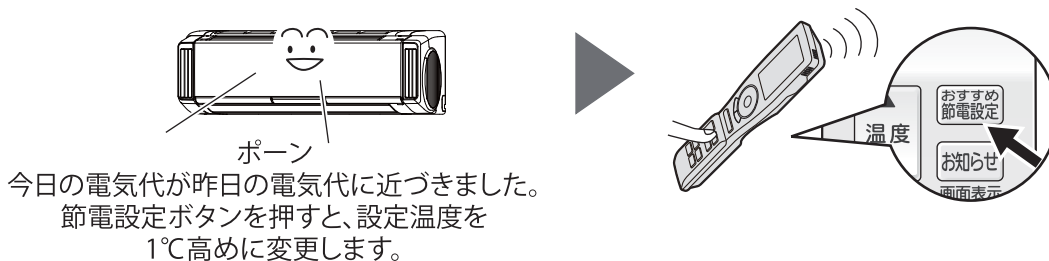 ポーン
今日の電気代が昨日の電気代に近づきました。
節電設定ボタンを押すと、設定温度を
1℃高めに変更します。
おすすめ
節電設定
温度
お知らせ
画面表示